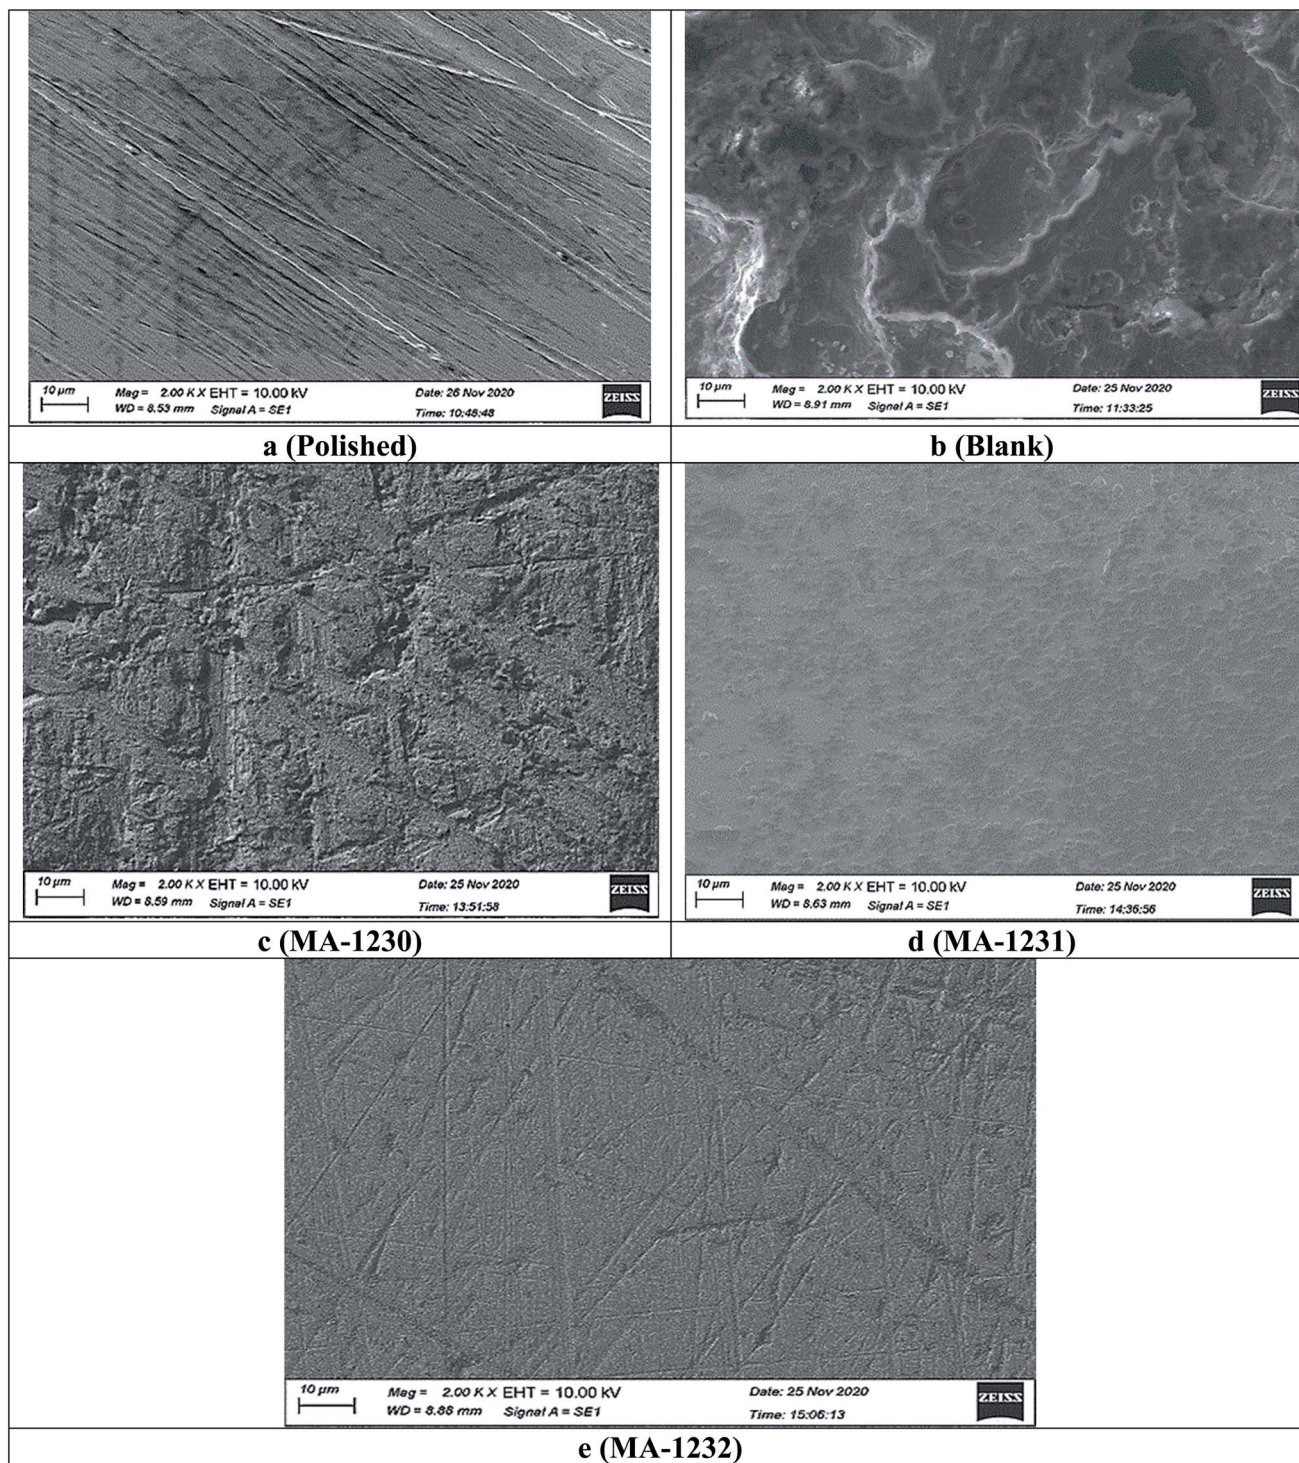 10 µm
Mag = 2.00 K X EHT = 10.00 kV
Date: 26 Nov 2020
ZEISS
WD = 8.53 mm Signal A = SE1
Time: 10:48:48
a (Polished)
10 µm
Mag = 2.00 K X EHT = 10.00 kV
Date: 25 Nov 2020
ZEISS
WD = 8.91 mm Signal A = SE1
Time: 11:33:25
b (Blank)
10 µm
Mag = 2.00 K X EHT = 10.00 kV
Date: 25 Nov 2020
ZEISS
WD = 8.59 mm Signal A = SE1
Time: 13:51:58
c (MA-1230)
10 µm
Mag = 2.00 K X EHT = 10.00 kV
Date: 25 Nov 2020
ZEISS
WD = 8.63 mm Signal A = SE1
Time: 14:36:56
d (MA-1231)
10 µm
Mag = 2.00 K X EHT = 10.00 kV
Date: 25 Nov 2020
ZEISS
WD = 8.88 mm Signal A = SE1
Time: 15:06:13
e (MA-1232)